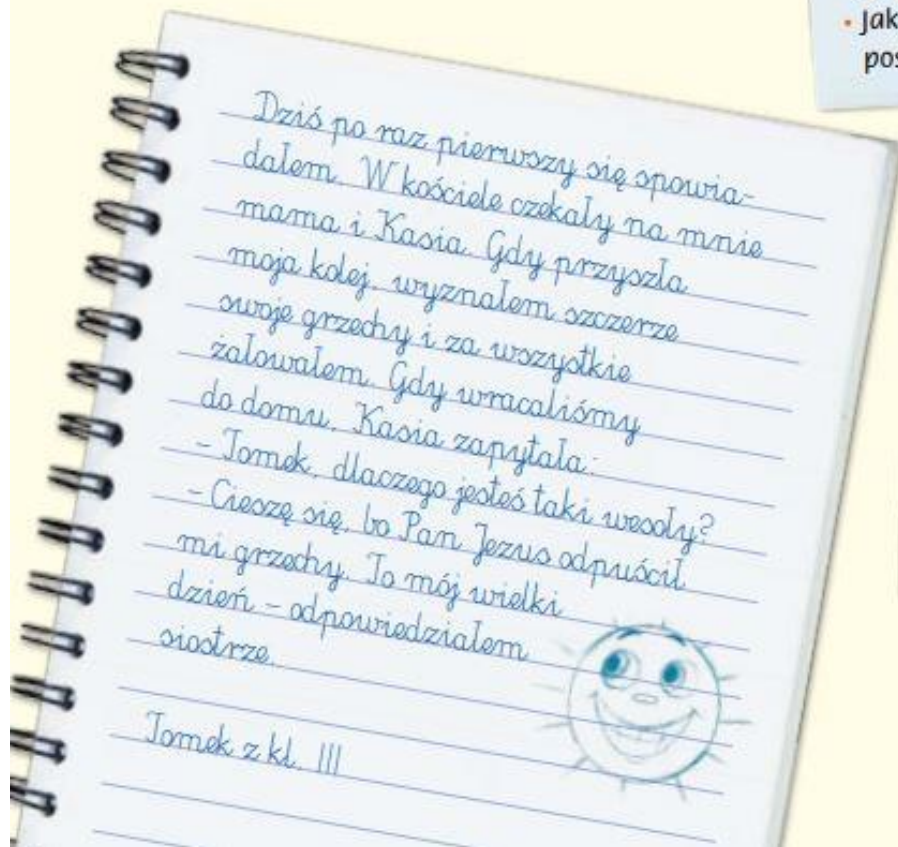 • Jak
pos
Dziś po raz pierwszy się spowia-
dałem. W kościele czekały na mnie
mama i Kasia. Gdy przyszła
moja kolej, wyznałem szczerze
swoje grzechy i za wszystkie
żałowałem. Gdy wracaliśmy
do domu, Kasia zapytała:
– Tomek, dlaczego jesteś taki wesoły?
– Cieszę się, bo Pan Jezus odpuścił
mi grzechy. To mój wielki
dzień – odpowiedziałem
siostrze.
Tomek z kl. III